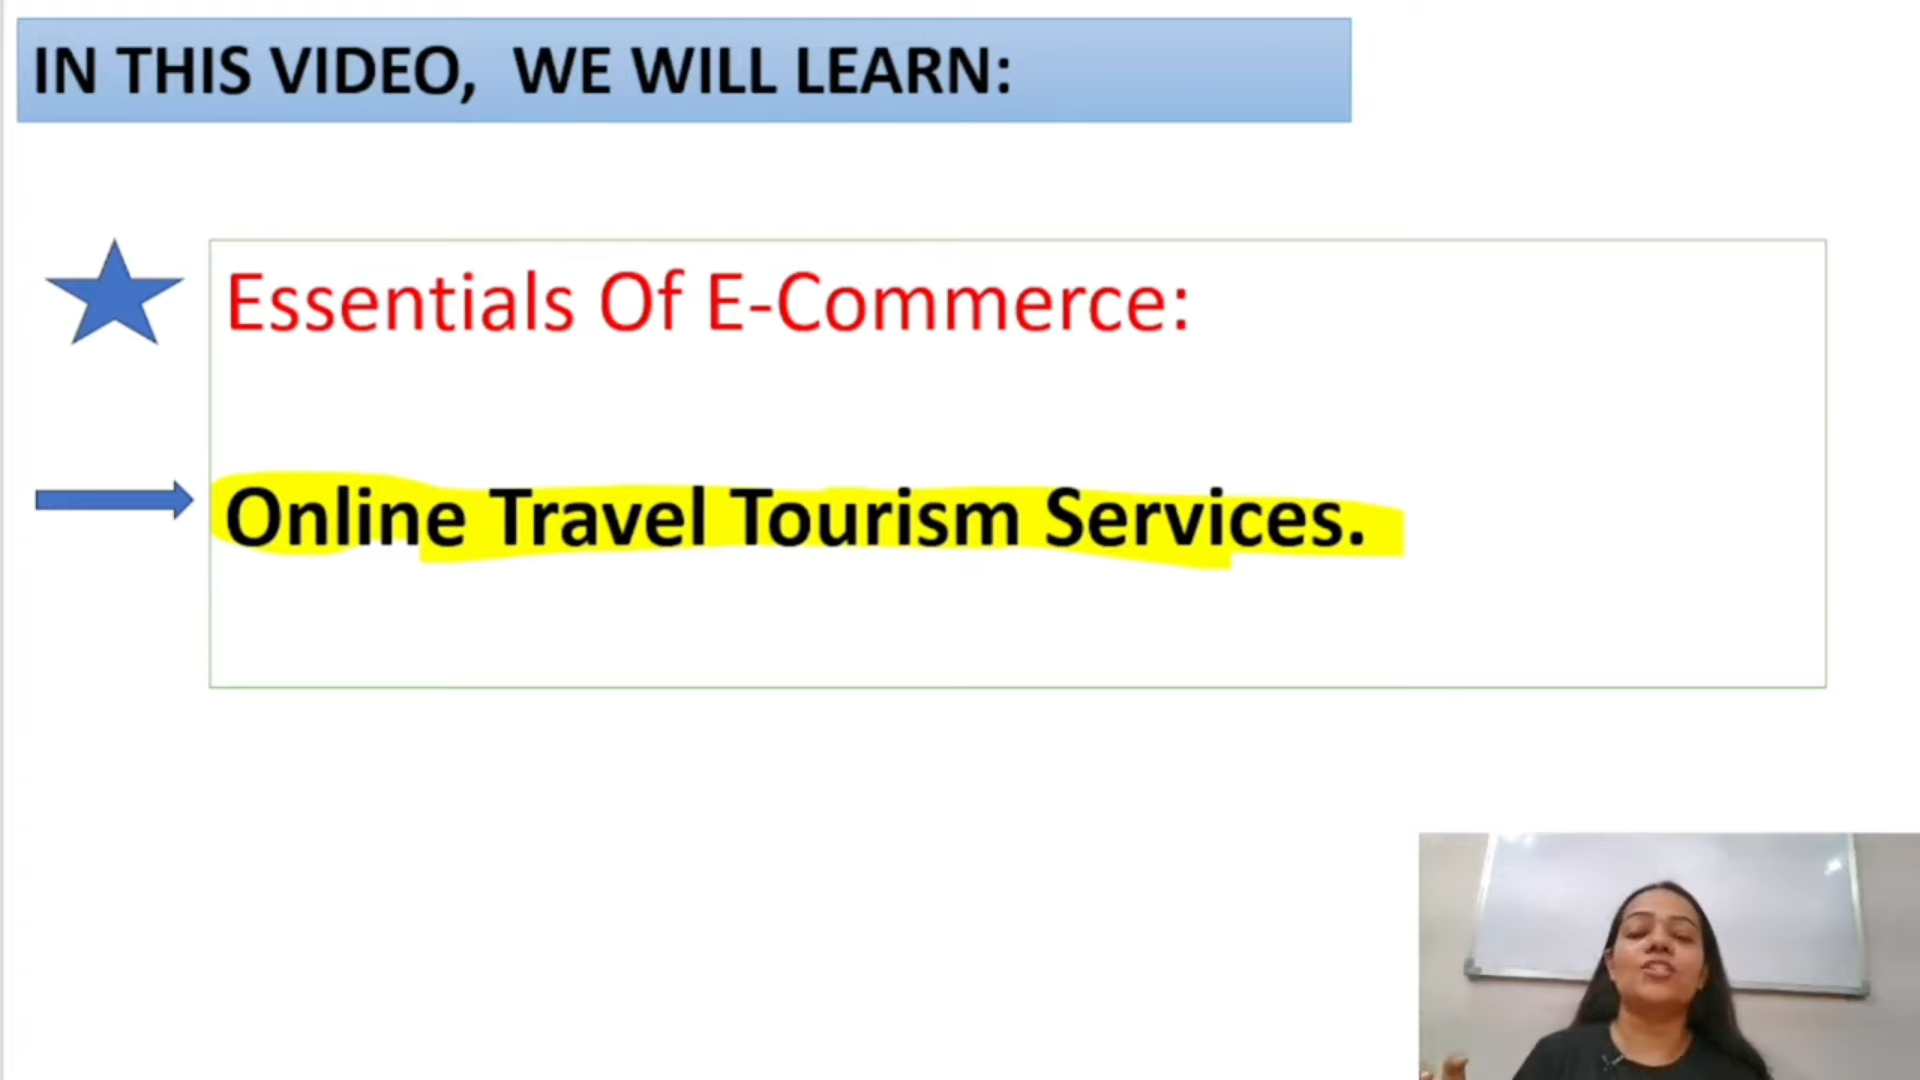 IN THIS VIDEO, WE WILL LEARN:
Essentials Of E-Commerce:
Online Travel Tourism Services.